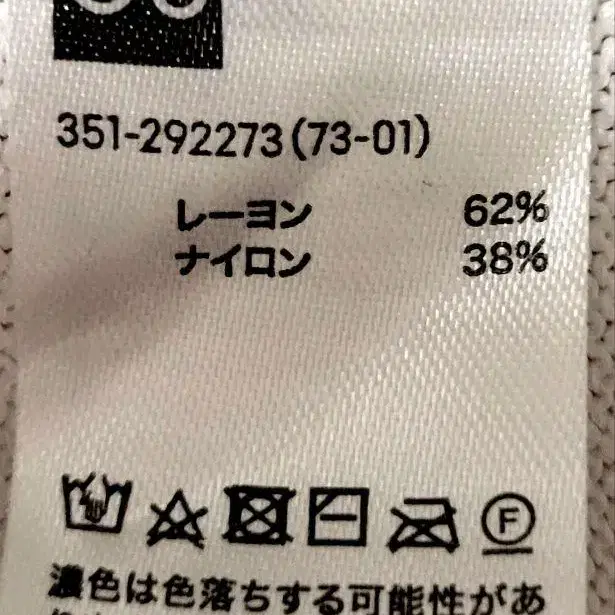 351-292273(73-01)
レーヨン 62%
ナイロン 38%
F
濃色は色落ちする可能性があ